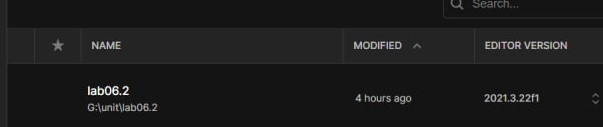 Search...
NAME MODIFIED EDITOR VERSION
lab06.2
G:\unit\lab06.2
4 hours ago 2021.3.22f1